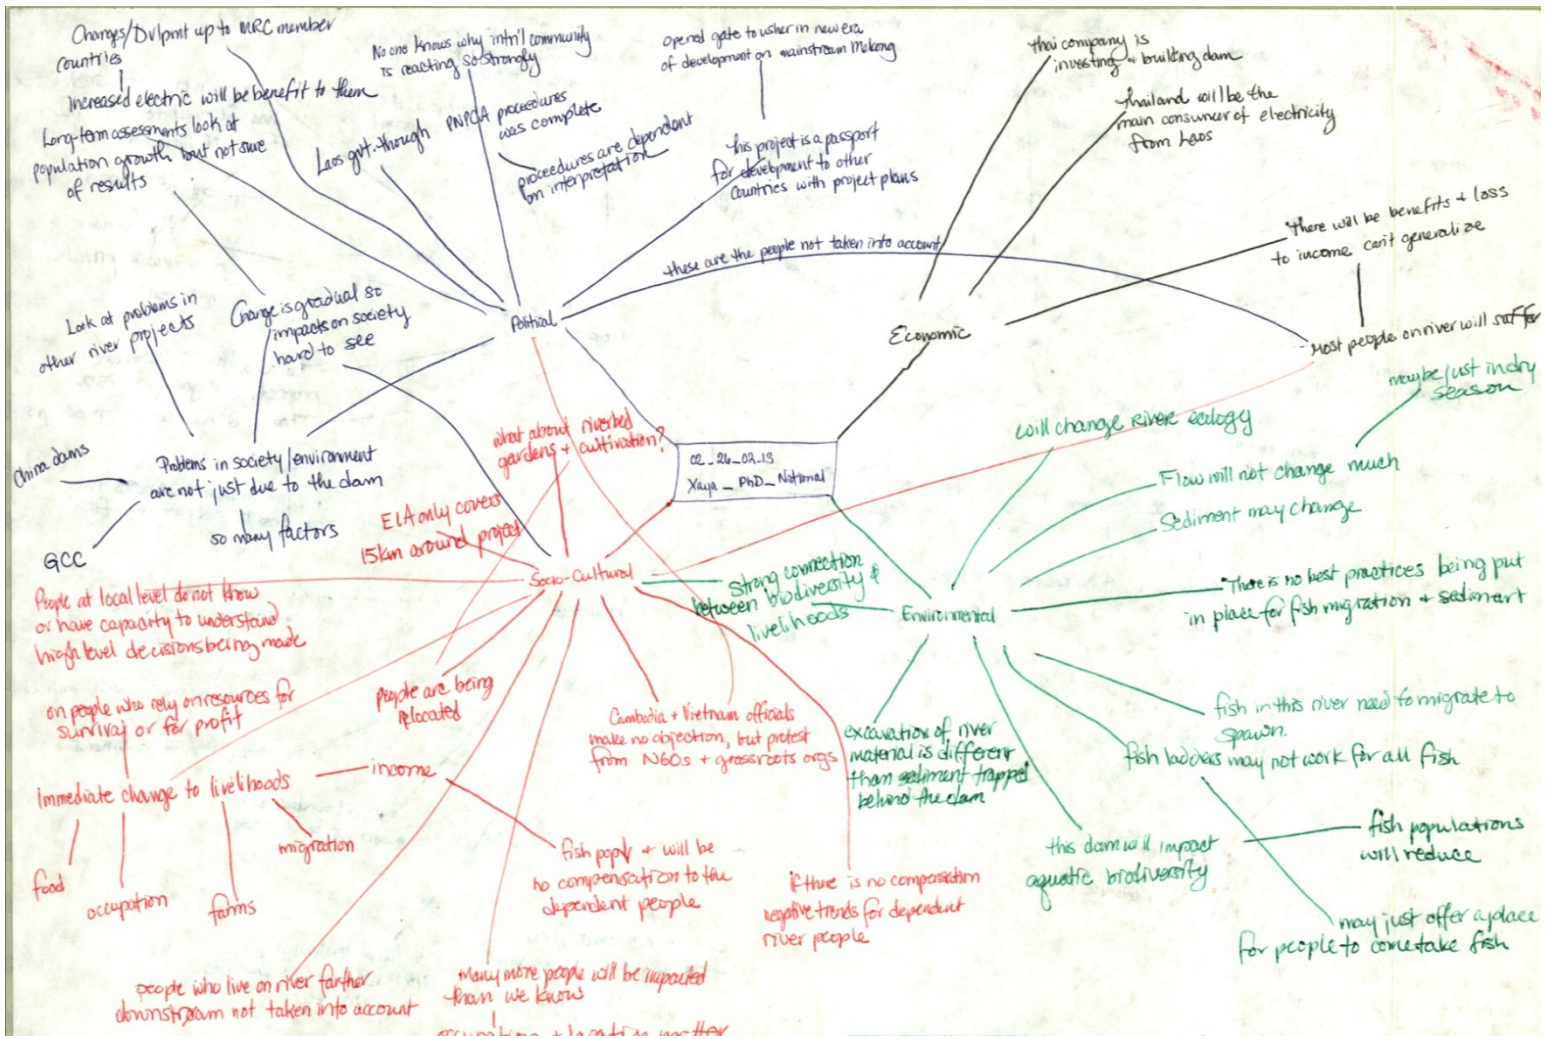 Changes/Dvlpmt up to MRC member
countries
increased electric will be benefit to them
Long-term assessments look at
population growth but not sure
of results
No one knows why int'l community
is reacting so strongly
Laos got through PNPCA proceedures
was complete
proceedures are dependent
on interpretation
Opened gate to usher in new era
of development on mainstream Mekong
this project is a passport
for development to other
Countries with project plans
these are the people not taken into account
Political
Look at problems in
other river projects
Change is gradual so
impacts on society
hard to see
China dams
GCC
Problems in society/environment
are not just due to the dam
so many factors
thai company is
investing + building dam
thailand will be the
main consumer of electricity
from Laos
there will be benefits + loss
to income can't generalize
Most people on river will suffer
Economic
02_26_02_13
Xaya_PhD_National
what about riverbed
gardens + cultivation?
EIA only covers
15km around project
Socio-Cultural
People at local level do not know
or have capacity to understand
high level decisions being made
on people who rely on resources for
survival or for profit
Immediate change to livelihoods
income
food
occupation
farms
migration
people are being
relocated
Cambodia + Vietnam officials
make no objection, but protest
from NGOs + grassroots orgs
fish pop ↓ + will be
no compensation to the
dependent people
if there is no compensation
negative trends for dependent
river people
people who live on river farther
downstream not taken into account
Many more people will be impacted
than we know
occupation + location matter
strong connection
between biodiversity &
livelihoods
Environmental
will change river ecology
maybe just in dry
season
Flow will not change much
Sediment may change
There is no best practices being put
in place for fish migration + sediment
fish in this river need to migrate to
spawn.
fish ladders may not work for all fish
excavation of river
material is different
than sediment trapped
behind the dam
this dam will impact
aquatic biodiversity
fish populations
will reduce
may just offer a place
for people to come take fish